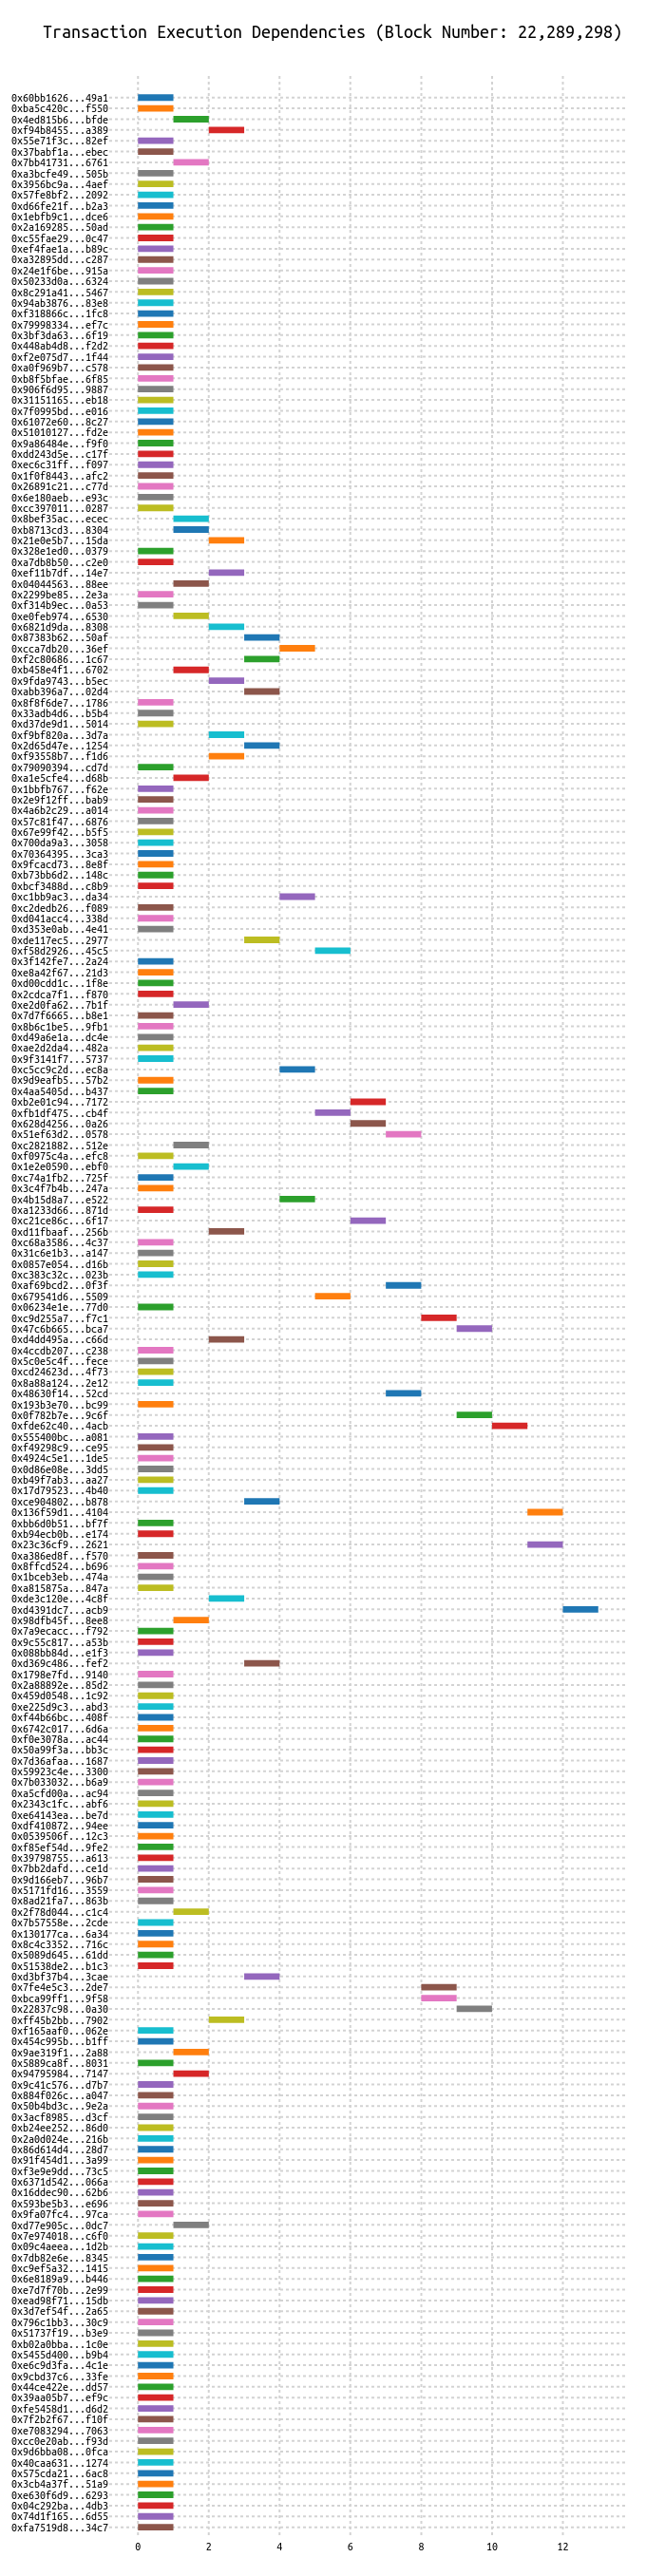 Transaction Execution Dependencies (Block Number: 22,289,298)
0x60bb1626...49a1
0xba5c420c...f550
0x4ed815b6...bfde
0xf94b8455...a389
0x55e71f3c...82ef
0x37babf1a...ebec
0x7bb41731...6761
0xa3bcfe49...505b
0x3956bc9a...4aef
0x57fe8bf2...2092
0xd66fe21f...b2a3
0x1ebfb9c1...dce6
0x2a169285...50ad
0xc55fae29...0c47
0xef4fae1a...b89c
0xa32895dd...c287
0x24e1f6be...915a
0x50233d0a...6324
0x8c291a41...5467
0x94ab3876...83e8
0xf318866c...1fc8
0x79998334...ef7c
0x3bf3da63...6f19
0x448ab4d8...f2d2
0xf2e075d7...1f44
0xa0f969b7...c578
0xb8f5bfae...6f85
0x906f6d95...9887
0x31151165...eb18
0x7f0995bd...e016
0x61072e60...8c27
0x51010127...fd2e
0x9a86484e...f9f0
0xdd243d5e...c17f
0xec6c31ff...f097
0x1f0f8443...afc2
0x26891c21...c77d
0x6e180aeb...e93c
0xcc397011...0287
0x8bef35ac...ecec
0xb8713cd3...8304
0x21e0e5b7...15da
0x328e1ed0...0379
0xa7db8b50...c2e0
0xef11b7df...14e7
0x04044563...88ee
0x2299be85...2e3a
0xf314b9ec...0a53
0xe0feb974...6530
0x6821d9da...8308
0x87383b62...50af
0xcca7db20...36ef
0xf2c80686...1c67
0xb458e4f1...6702
0x9fda9743...b5ec
0xabb396a7...02d4
0x8f8f6de7...1786
0x33adb4d6...b5b4
0xd37de9d1...5014
0xf9bf820a...3d7a
0x2d65d47e...1254
0xf93558b7...f1d6
0x79090394...cd7d
0xa1e5cfe4...d68b
0x1bbfb767...f62e
0x2e9f12ff...bab9
0x4a6b2c29...a014
0x57c81f47...6876
0x67e99f42...b5f5
0x700da9a3...3058
0x70364395...3ca3
0x9fcacd73...8e8f
0xb73bb6d2...148c
0xbcf3488d...c8b9
0xc1bb9ac3...da34
0xc2dedb26...f089
0xd041acc4...338d
0xd353e0ab...4e41
0xde117ec5...2977
0xf58d2926...45c5
0x3f142fe7...2a24
0xe8a42f67...21d3
0xd00cdd1c...1f8e
0x2cdca7f1...f870
0xe2d0fa62...7b1f
0x7d7f6665...b8e1
0x8b6c1be5...9fb1
0xd49a6e1a...dc4e
0xae2d2da4...482a
0x9f3141f7...5737
0xc5cc9c2d...ec8a
0x9d9eafb5...57b2
0x4aa5405d...b437
0xb2e01c94...7172
0xfb1df475...cb4f
0x628d4256...0a26
0x51ef63d2...0578
0xc2821882...512e
0xf0975c4a...efc8
0x1e2e0590...ebf0
0xc74a1fb2...725f
0x3c4f7b4b...247a
0x4b15d8a7...e522
0xa1233d66...871d
0xc21ce86c...6f17
0xd11fbaaf...256b
0xc68a3586...4c37
0x31c6e1b3...a147
0x0857e054...d16b
0xc383c32c...023b
0xaf69bcd2...0f3f
0x679541d6...5509
0x06234e1e...77d0
0xc9d255a7...f7c1
0x47c6b665...bca7
0xd4dd495a...c66d
0x4ccdb207...c238
0x5c0e5c4f...fece
0xcd24623d...4f73
0x8a88a124...2e12
0x48630f14...52cd
0x193b3e70...bc99
0x0f782b7e...9c6f
0xfde62c40...4acb
0x555400bc...a081
0xf49298c9...ce95
0x4924c5e1...1de5
0x0d86e08e...3dd5
0xb49f7ab3...aa27
0x17d79523...4b40
0xce904802...b878
0x136f59d1...4104
0xbb6d0b51...bf7f
0xb94ecb0b...e174
0x23c36cf9...2621
0xa386ed8f...f570
0x8ffcd524...b696
0x1bceb3eb...474a
0xa815875a...847a
0xde3c120e...4c8f
0xd4391dc7...acb9
0x98dfb45f...8ee8
0x7a9ecacc...f792
0x9c55c817...a53b
0x088bb84d...e1f3
0xd369c486...fef2
0x1798e7fd...9140
0x2a88892e...85d2
0x459d0548...1c92
0xe225d9c3...abd3
0xf44b66bc...408f
0x6742c017...6d6a
0xf0e3078a...ac44
0x50a99f3a...bb3c
0x7d36afaa...1687
0x59923c4e...3300
0x7b033032...b6a9
0xa5cfd00a...ac94
0x2343c1fc...abf6
0xe64143ea...be7d
0xdf410872...94ee
0x0539506f...12c3
0xf85ef54d...9fe2
0x39798755...a613
0x7bb2dafd...ce1d
0x9d166eb7...96b7
0x5171fd16...3559
0x8ad21fa7...863b
0x2f78d044...c1c4
0x7b57558e...2cde
0x130177ca...6a34
0x8c4c3352...716c
0x5089d645...61dd
0x51538de2...b1c3
0xd3bf37b4...3cae
0x7fe4e5c3...2de7
0xbca99ff1...9f58
0x22837c98...0a30
0xff45b2bb...7902
0xf165aaf0...062e
0x454c995b...b1ff
0x9ae319f1...2a88
0x5889ca8f...8031
0x94795984...7147
0x9c41c576...d7b7
0x884f026c...a047
0x50b4bd3c...9e2a
0x3acf8985...d3cf
0xb24ee252...86d0
0x2a0d024e...216b
0x86d614d4...28d7
0x91f454d1...3a99
0xf3e9e9dd...73c5
0x6371d542...066a
0x16ddec90...62b6
0x593be5b3...e696
0x9fa07fc4...97ca
0xd77e905c...0dc7
0x7e974018...c6f0
0x09c4aeea...1d2b
0x7db82e6e...8345
0xc9ef5a32...1415
0x6e8189a9...b446
0xe7d7f70b...2e99
0xead98f71...15db
0x3d7ef54f...2a65
0x796c1bb3...30c9
0x51737f19...b3e9
0xb02a0bba...1c0e
0x5455d400...b9b4
0xe6c9d3fa...4c1e
0x9cbd37c6...33fe
0x44ce422e...dd57
0x39aa05b7...ef9c
0xfe5458d1...d6d2
0x7f2b2f67...f10f
0xe7083294...7063
0xcc0e20ab...f93d
0x9d6bba08...0fca
0x40caa631...1274
0x575cda21...6ac8
0x3cb4a37f...51a9
0xe630f6d9...6293
0x04c292ba...4db3
0x74d1f165...6d55
0xfa7519d8...34c7
0 2 4 6 8 10 12